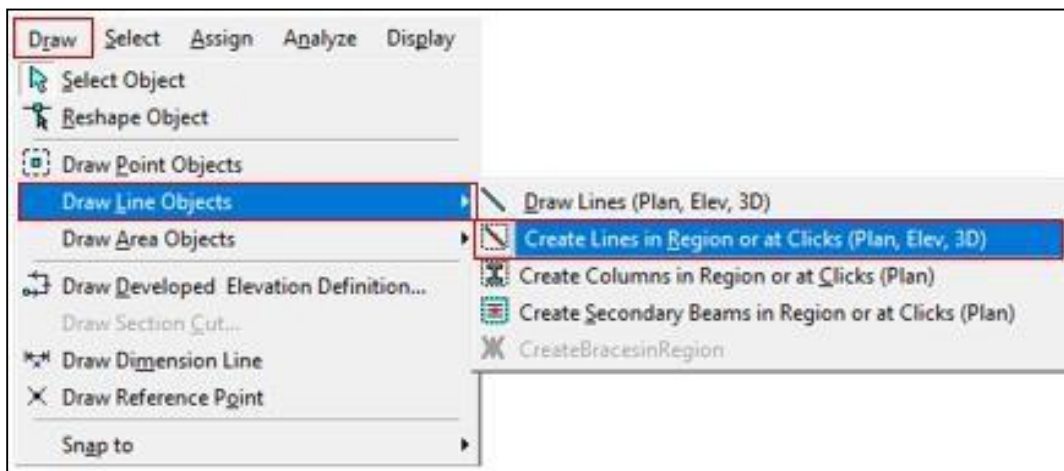 Draw Select Assign Analyze Display
Select Object
Reshape Object
Draw Point Objects
Draw Line Objects
Draw Area Objects
Draw Developed Elevation Definition...
Draw Section Cut...
Draw Dimension Line
Draw Reference Point
Snap to
Draw Lines (Plan, Elev, 3D)
Create Lines in Region or at Clicks (Plan, Elev, 3D)
Create Columns in Region or at Clicks (Plan)
Create Secondary Beams in Region or at Clicks (Plan)
CreateBracesinRegion